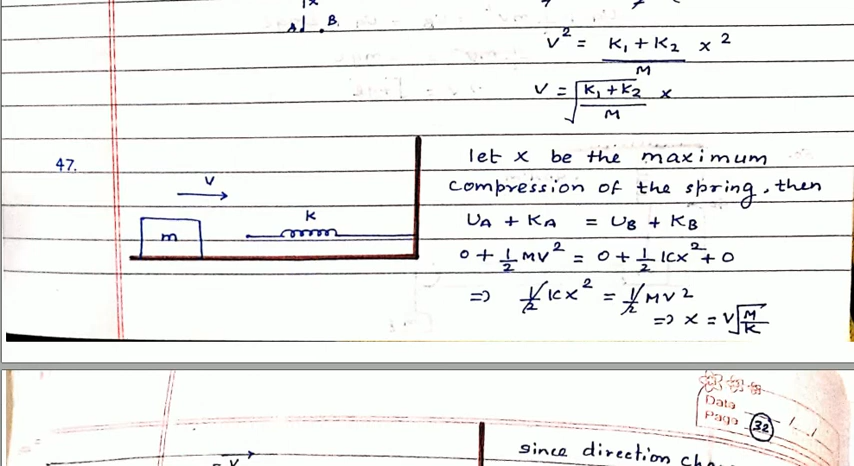 A B.
V² = K₁ + K₂ / M x²
V = √(K₁ + K₂ / M) x
47.
V
m
K
let x be the maximum
compression of the spring, then
UA + KA = UB + KB
0 + 1/2 MV² = 0 + 1/2 Kx² + 0
=> 1/2 Kx² = 1/2 MV²
=> x = V√(M/K)
Date
Page 32
V
since direction